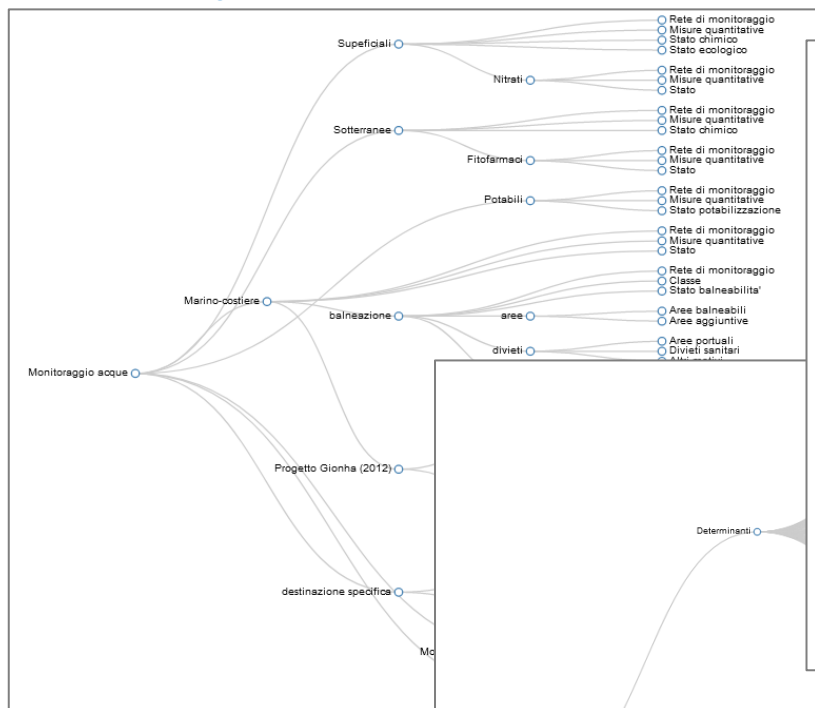 Rete di monitoraggio
Misure quantitative
Supeficiali
Stato chimico
Stato ecologico
Rete di monitoraggio
Nitrati
Misure quantitative
Stato
Rete di monitoraggio
Misure quantitative
Sotterranee
Stato chimico
Rete di monitoraggio
Fitofarmaci
Misure quantitative
Stato
Rete di monitoraggio
Potabili
Misure quantitative
Stato potabilizzazione
Rete di monitoraggio
Misure quantitative
Stato
Rete di monitoraggio
Classe
Stato balneabilita'
Marino-costiere
balneazione
aree
Aree balneabili
Aree aggiuntive
Aree portuali
divieti
Divieti sanitari
Monitoraggio acque
Progetto Gionha (2012)
Determinanti
destinazione specifica